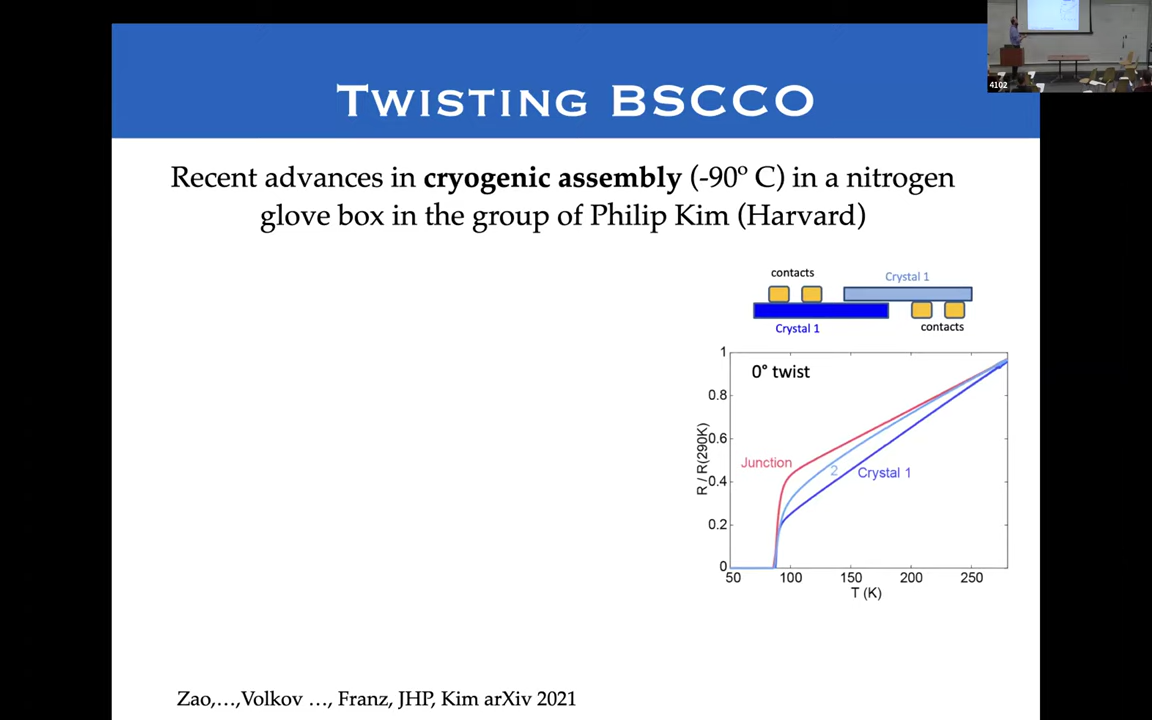 TWISTING BSCCO
4102
Recent advances in cryogenic assembly (-90º C) in a nitrogen
glove box in the group of Philip Kim (Harvard)
contacts
Crystal 1
Crystal 1
contacts
0° twist
R / R(290K)
1
0.8
0.6
0.4
0.2
0
Junction
2
Crystal 1
50 100 150 200 250
T (K)
Zao,…,Volkov …, Franz, JHP, Kim arXiv 2021